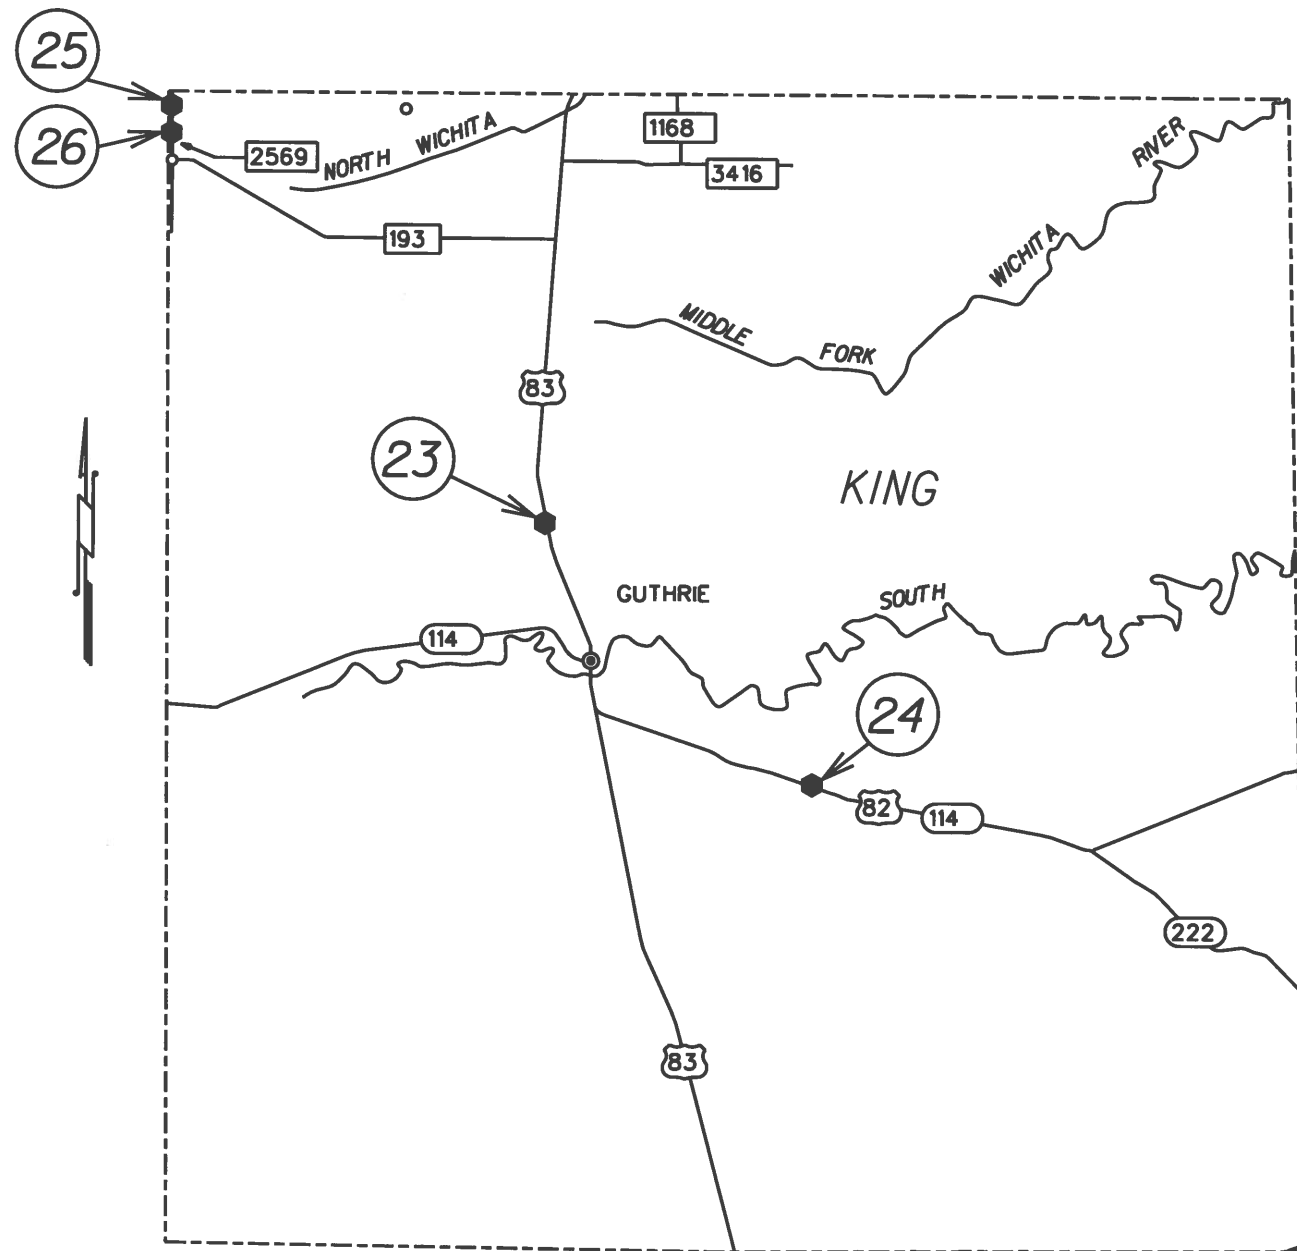 25
26
2569
NORTH WICHITA
1168
3416
RIVER
193
WICHITA
MIDDLE
FORK
83
23
KING
GUTHRIE
SOUTH
114
24
82
114
222
83